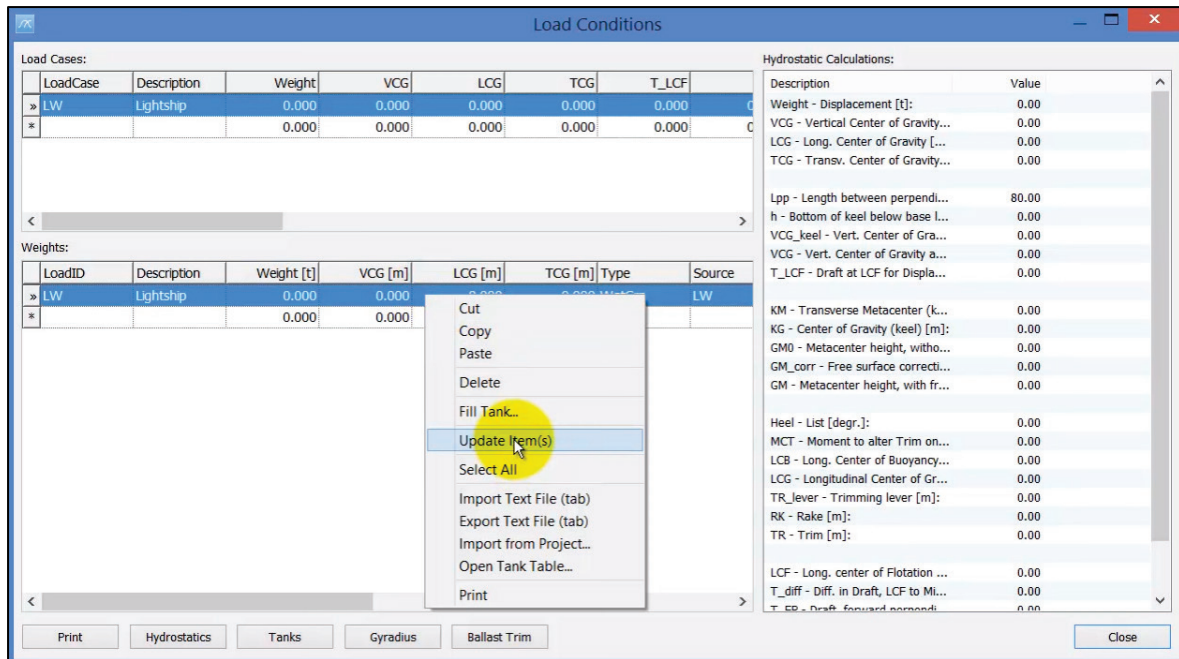 Load Conditions
Load Cases:
LoadCase Description Weight VCG LCG TCG T_LCF
» LW Lightship 0.000 0.000 0.000 0.000 0.000 0
* 0.000 0.000 0.000 0.000 0.000 0
Weights:
LoadID Description Weight [t] VCG [m] LCG [m] TCG [m] Type Source
» LW Lightship 0.000 0.000 LW
* 0.000 0.000
Cut
Copy
Paste
Delete
Fill Tank...
Update Item(s)
Select All
Import Text File (tab)
Export Text File (tab)
Import from Project...
Open Tank Table...
Print
Print Hydrostatics Tanks Gyradius Ballast Trim
Hydrostatic Calculations:
Description Value
Weight - Displacement [t]: 0.00
VCG - Vertical Center of Gravity... 0.00
LCG - Long. Center of Gravity [... 0.00
TCG - Transv. Center of Gravity... 0.00
Lpp - Length between perpendi... 80.00
h - Bottom of keel below base l... 0.00
VCG_keel - Vert. Center of Gra... 0.00
VCG - Vert. Center of Gravity a... 0.00
T_LCF - Draft at LCF for Displa... 0.00
KM - Transverse Metacenter (k... 0.00
KG - Center of Gravity (keel) [m]: 0.00
GM0 - Metacenter height, witho... 0.00
GM_corr - Free surface correcti... 0.00
GM - Metacenter height, with fr... 0.00
Heel - List [degr.]: 0.00
MCT - Moment to alter Trim on... 0.00
LCB - Long. Center of Buoyancy... 0.00
LCG - Longitudinal Center of Gr... 0.00
TR_lever - Trimming lever [m]: 0.00
RK - Rake [m]: 0.00
TR - Trim [m]: 0.00
LCF - Long. center of Flotation ... 0.00
T_diff - Diff. in Draft, LCF to Mi... 0.00
T_FP - Draft, forward perpendi... 0.00
Close